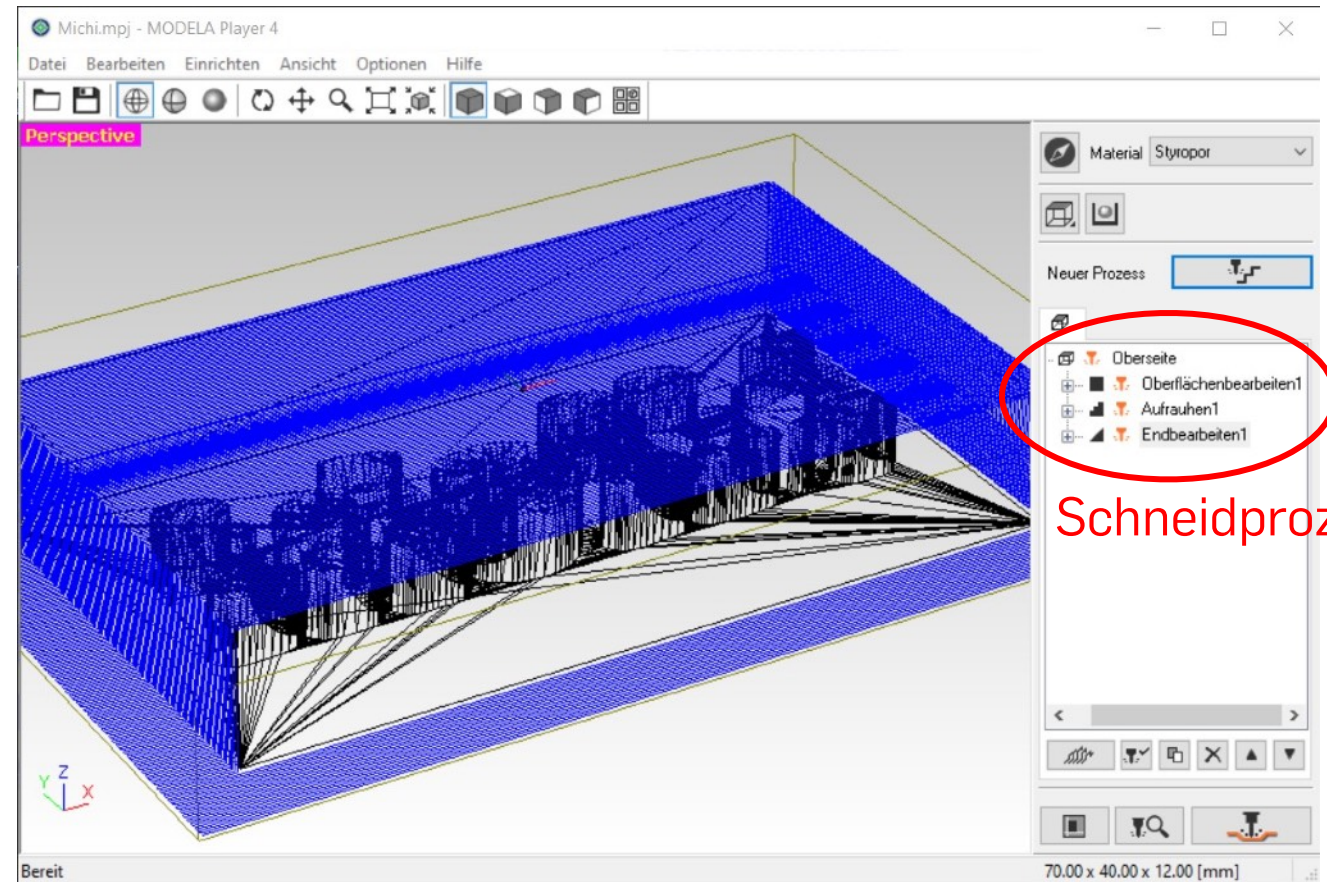 Michi.mpj - MODELA Player 4
Datei Bearbeiten Einrichten Ansicht Optionen Hilfe
Perspective
Material Styropor
Neuer Prozess
Oberseite
Oberflächenbearbeiten1
Aufrauhen1
Endbearbeiten1
Schneidproz
Y Z X
Bereit 70.00 x 40.00 x 12.00 [mm]